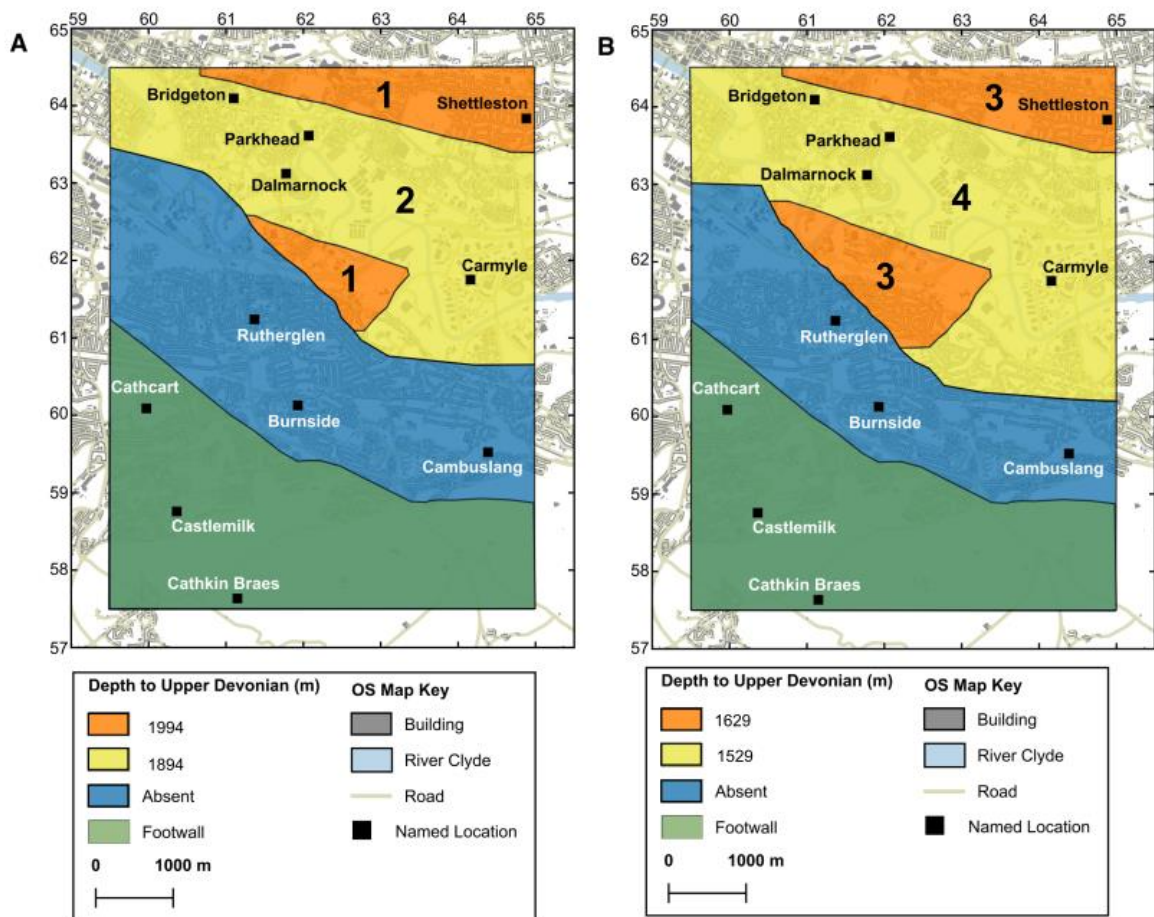 A
59 60 61 62 63 64 65
65
64
63
62
61
60
59
58
57
1
Shettleston
Bridgeton
Parkhead
Dalmarnock
2
Carmyle
1
Rutherglen
Cathcart
Burnside
Cambuslang
Castlemilk
Cathkin Braes
Depth to Upper Devonian (m)
1994
1894
Absent
Footwall
0 1000 m
OS Map Key
Building
River Clyde
Road
Named Location
B
59 60 61 62 63 64 65
65
64
63
62
61
60
59
58
57
3
Shettleston
Bridgeton
Parkhead
Dalmarnock
4
Carmyle
3
Rutherglen
Cathcart
Burnside
Cambuslang
Castlemilk
Cathkin Braes
Depth to Upper Devonian (m)
1629
1529
Absent
Footwall
0 1000 m
OS Map Key
Building
River Clyde
Road
Named Location